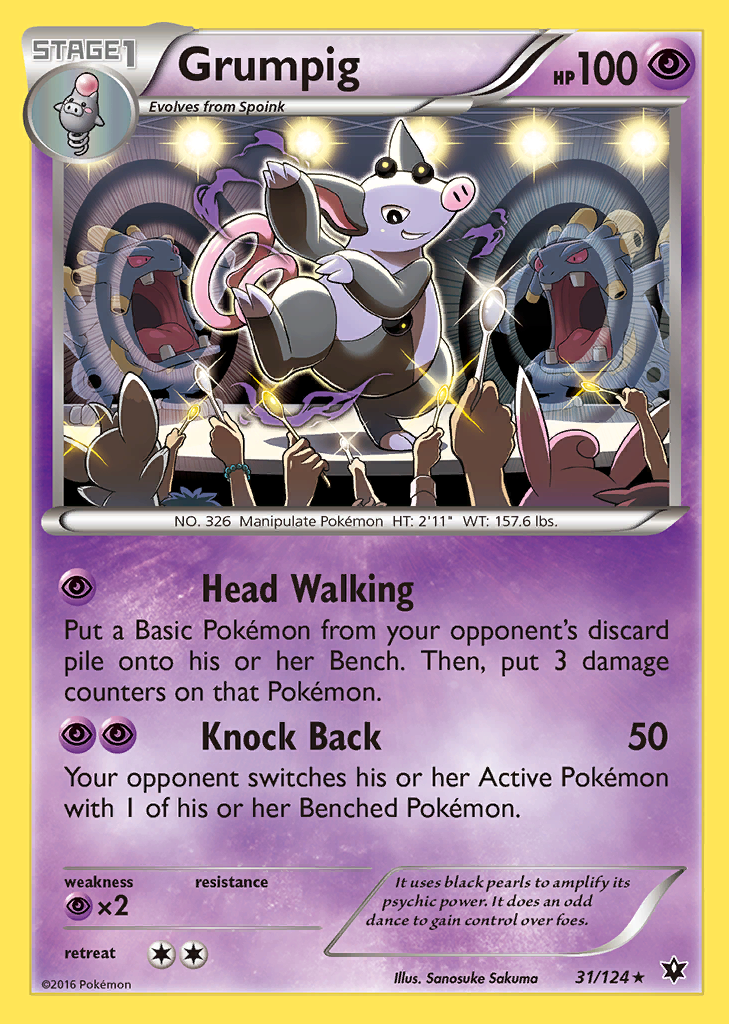 STAGE1
Grumpig
HP100
Evolves from Spoink
NO. 326 Manipulate Pokémon HT: 2'11" WT: 157.6 lbs.
Head Walking
Put a Basic Pokémon from your opponent's discard
pile onto his or her Bench. Then, put 3 damage
counters on that Pokémon.
Knock Back 50
Your opponent switches his or her Active Pokémon
with 1 of his or her Benched Pokémon.
weakness resistance
×2
It uses black pearls to amplify its
psychic power. It does an odd
dance to gain control over foes.
retreat
©2016 Pokémon
Illus. Sanosuke Sakuma 31/124 ★